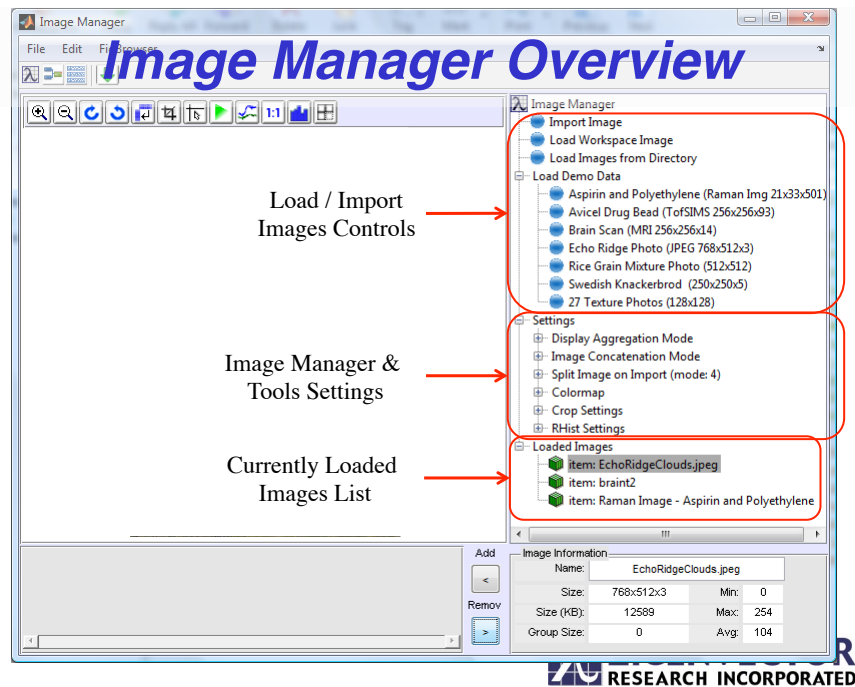 Image Manager
File Edit FigBrowser
Image Manager Overview
1:1
Image Manager
Import Image
Load Workspace Image
Load Images from Directory
Load Demo Data
Aspirin and Polyethylene (Raman Img 21x33x501)
Avicel Drug Bead (TofSIMS 256x256x93)
Brain Scan (MRI 256x256x14)
Echo Ridge Photo (JPEG 768x512x3)
Rice Grain Mixture Photo (512x512)
Swedish Knackerbrod (250x250x5)
27 Texture Photos (128x128)
Settings
Display Aggregation Mode
Image Concatenation Mode
Split Image on Import (mode: 4)
Colormap
Crop Settings
RHist Settings
Loaded Images
item: EchoRidgeClouds.jpeg
item: braint2
item: Raman Image - Aspirin and Polyethylene
Load / Import
Images Controls
Image Manager &
Tools Settings
Currently Loaded
Images List
Add
<
Remov
>
Image Information
Name: EchoRidgeClouds.jpeg
Size: 768x512x3 Min: 0
Size (KB): 12589 Max: 254
Group Size: 0 Avg: 104
EIGENVECTOR
RESEARCH INCORPORATED